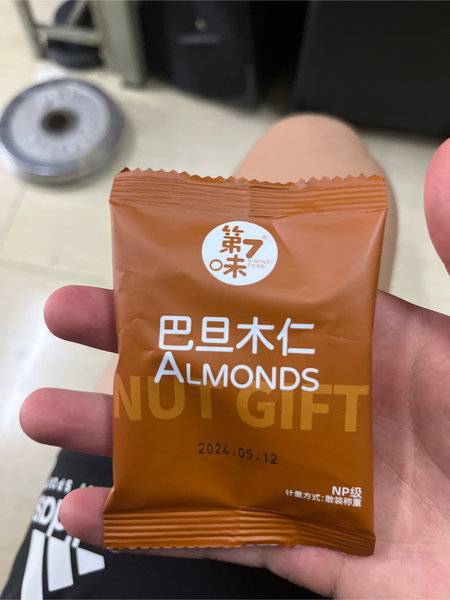 第7味
巴旦木仁
ALMONDS
NUT GIFT
2024.05.12
NP级
计量方式:散装称重
adidas